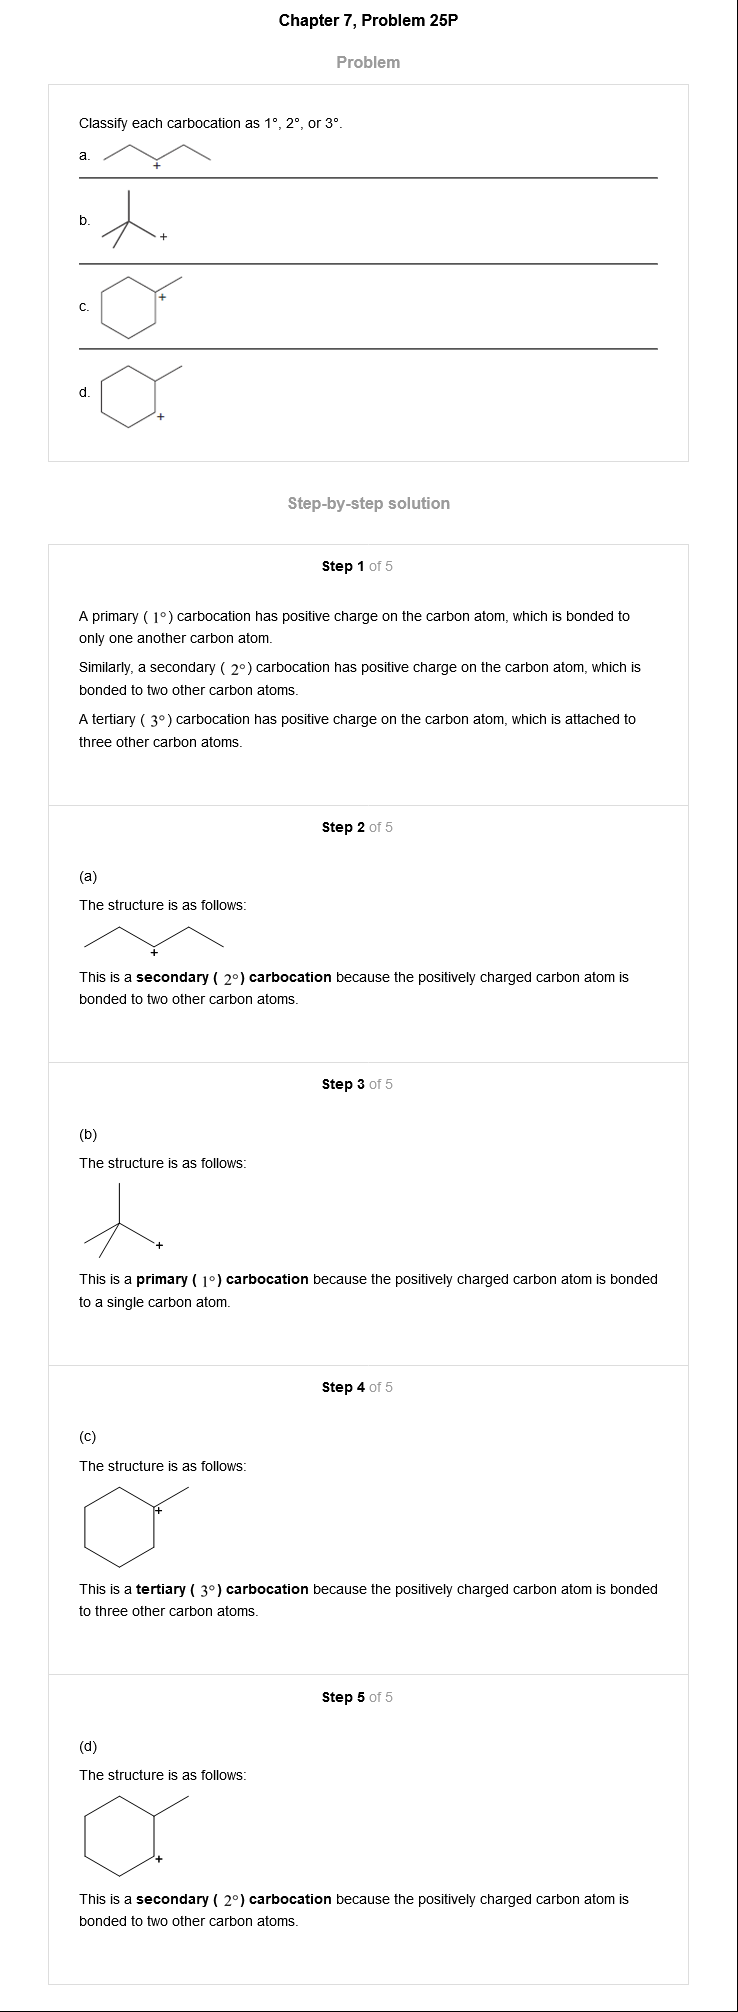 Chapter 7, Problem 25P
Problem
Classify each carbocation as 1°, 2°, or 3°.
a.
+
b.
+
c.
+
d.
+
Step-by-step solution
Step 1 of 5
A primary ( 1° ) carbocation has positive charge on the carbon atom, which is bonded to
only one another carbon atom.
Similarly, a secondary ( 2° ) carbocation has positive charge on the carbon atom, which is
bonded to two other carbon atoms.
A tertiary ( 3° ) carbocation has positive charge on the carbon atom, which is attached to
three other carbon atoms.
Step 2 of 5
(a)
The structure is as follows:
+
This is a secondary ( 2° ) carbocation because the positively charged carbon atom is
bonded to two other carbon atoms.
Step 3 of 5
(b)
The structure is as follows:
+
This is a primary ( 1° ) carbocation because the positively charged carbon atom is bonded
to a single carbon atom.
Step 4 of 5
(c)
The structure is as follows:
+
This is a tertiary ( 3° ) carbocation because the positively charged carbon atom is bonded
to three other carbon atoms.
Step 5 of 5
(d)
The structure is as follows:
+
This is a secondary ( 2° ) carbocation because the positively charged carbon atom is
bonded to two other carbon atoms.